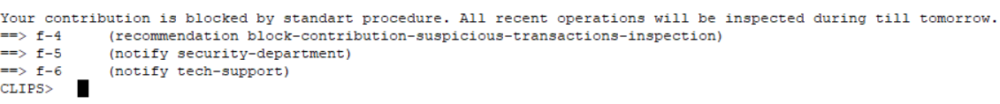 Your contribution is blocked by standart procedure. All recent operations will be inspected during till tomorrow.
==> f-4     (recommendation block-contribution-suspicious-transactions-inspection)
==> f-5     (notify security-department)
==> f-6     (notify tech-support)
CLIPS>